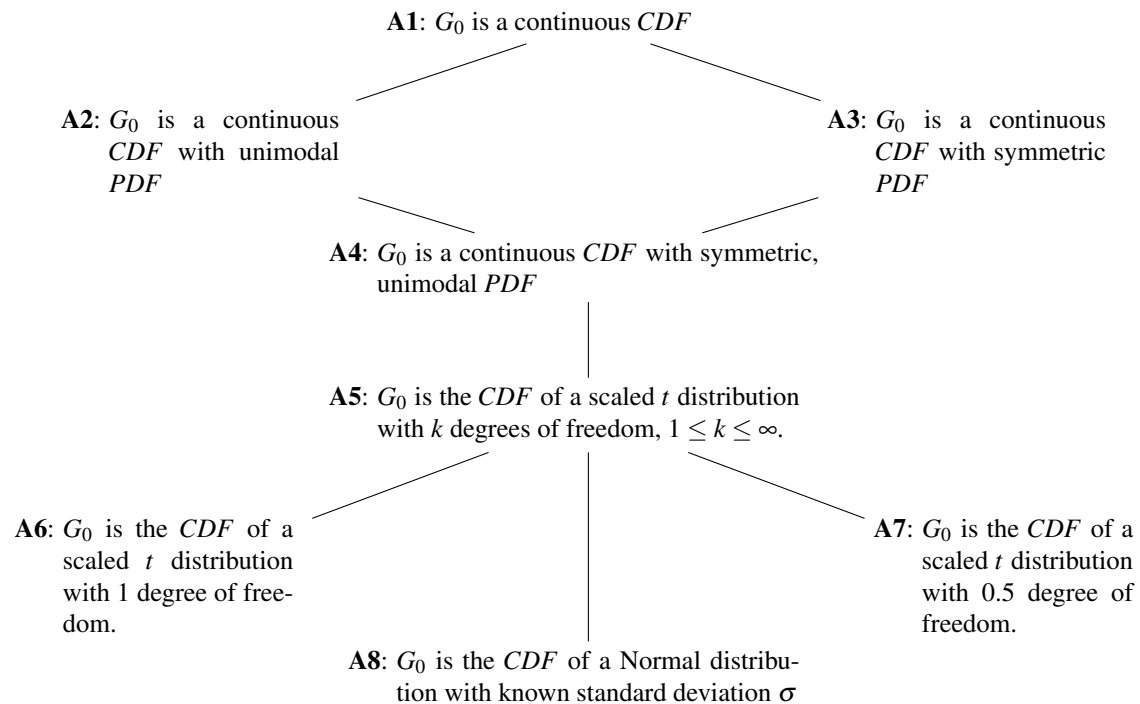 A1: G₀ is a continuous CDF
A2: G₀ is a continuous
CDF with unimodal
PDF
A3: G₀ is a continuous
CDF with symmetric
PDF
A4: G₀ is a continuous CDF with symmetric,
unimodal PDF
A5: G₀ is the CDF of a scaled t distribution
with k degrees of freedom, 1 ≤ k ≤ ∞.
A6: G₀ is the CDF of a
scaled t distribution
with 1 degree of free-
dom.
A7: G₀ is the CDF of a
scaled t distribution
with 0.5 degree of
freedom.
A8: G₀ is the CDF of a Normal distribu-
tion with known standard deviation σ